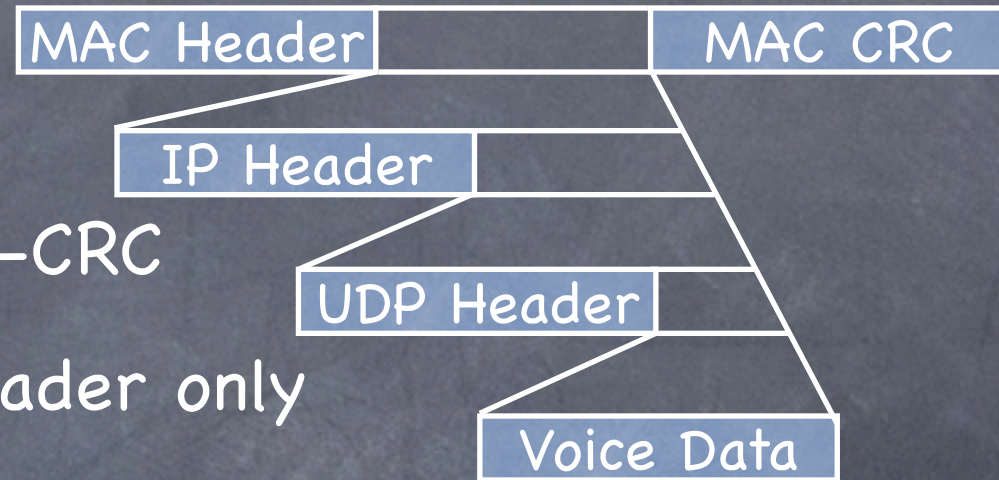 MAC Header MAC CRC
IP Header
-CRC
UDP Header
ader only
Voice Data